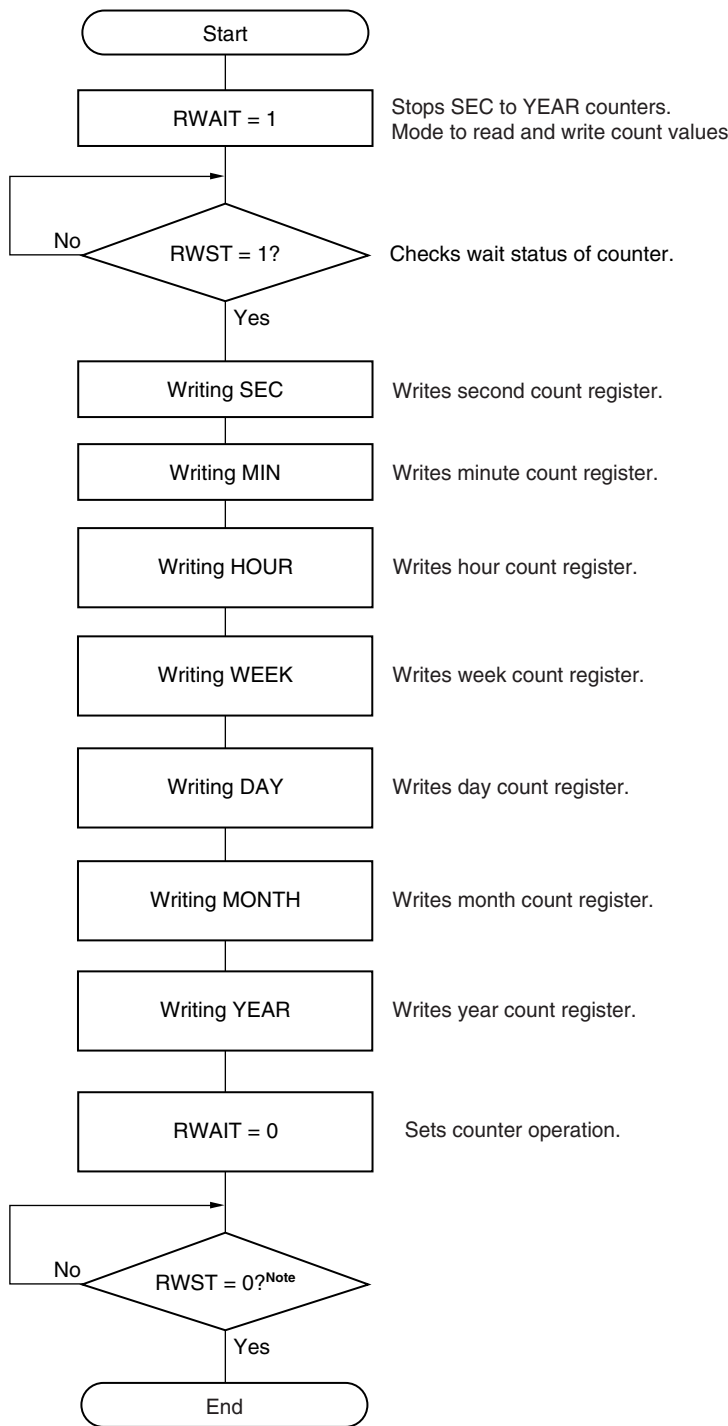 Start
RWAIT = 1
Stops SEC to YEAR counters.
Mode to read and write count values
No
RWST = 1?
Checks wait status of counter.
Yes
Writing SEC
Writes second count register.
Writing MIN
Writes minute count register.
Writing HOUR
Writes hour count register.
Writing WEEK
Writes week count register.
Writing DAY
Writes day count register.
Writing MONTH
Writes month count register.
Writing YEAR
Writes year count register.
RWAIT = 0
Sets counter operation.
No
RWST = 0?Note
Yes
End